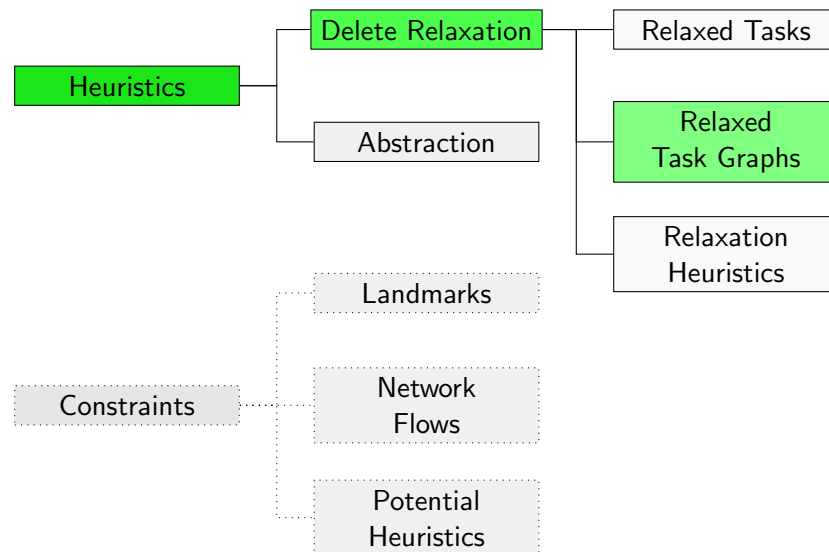 Heuristics
Delete Relaxation
Abstraction
Relaxed Tasks
Relaxed
Task Graphs
Relaxation
Heuristics
Constraints
Landmarks
Network
Flows
Potential
Heuristics